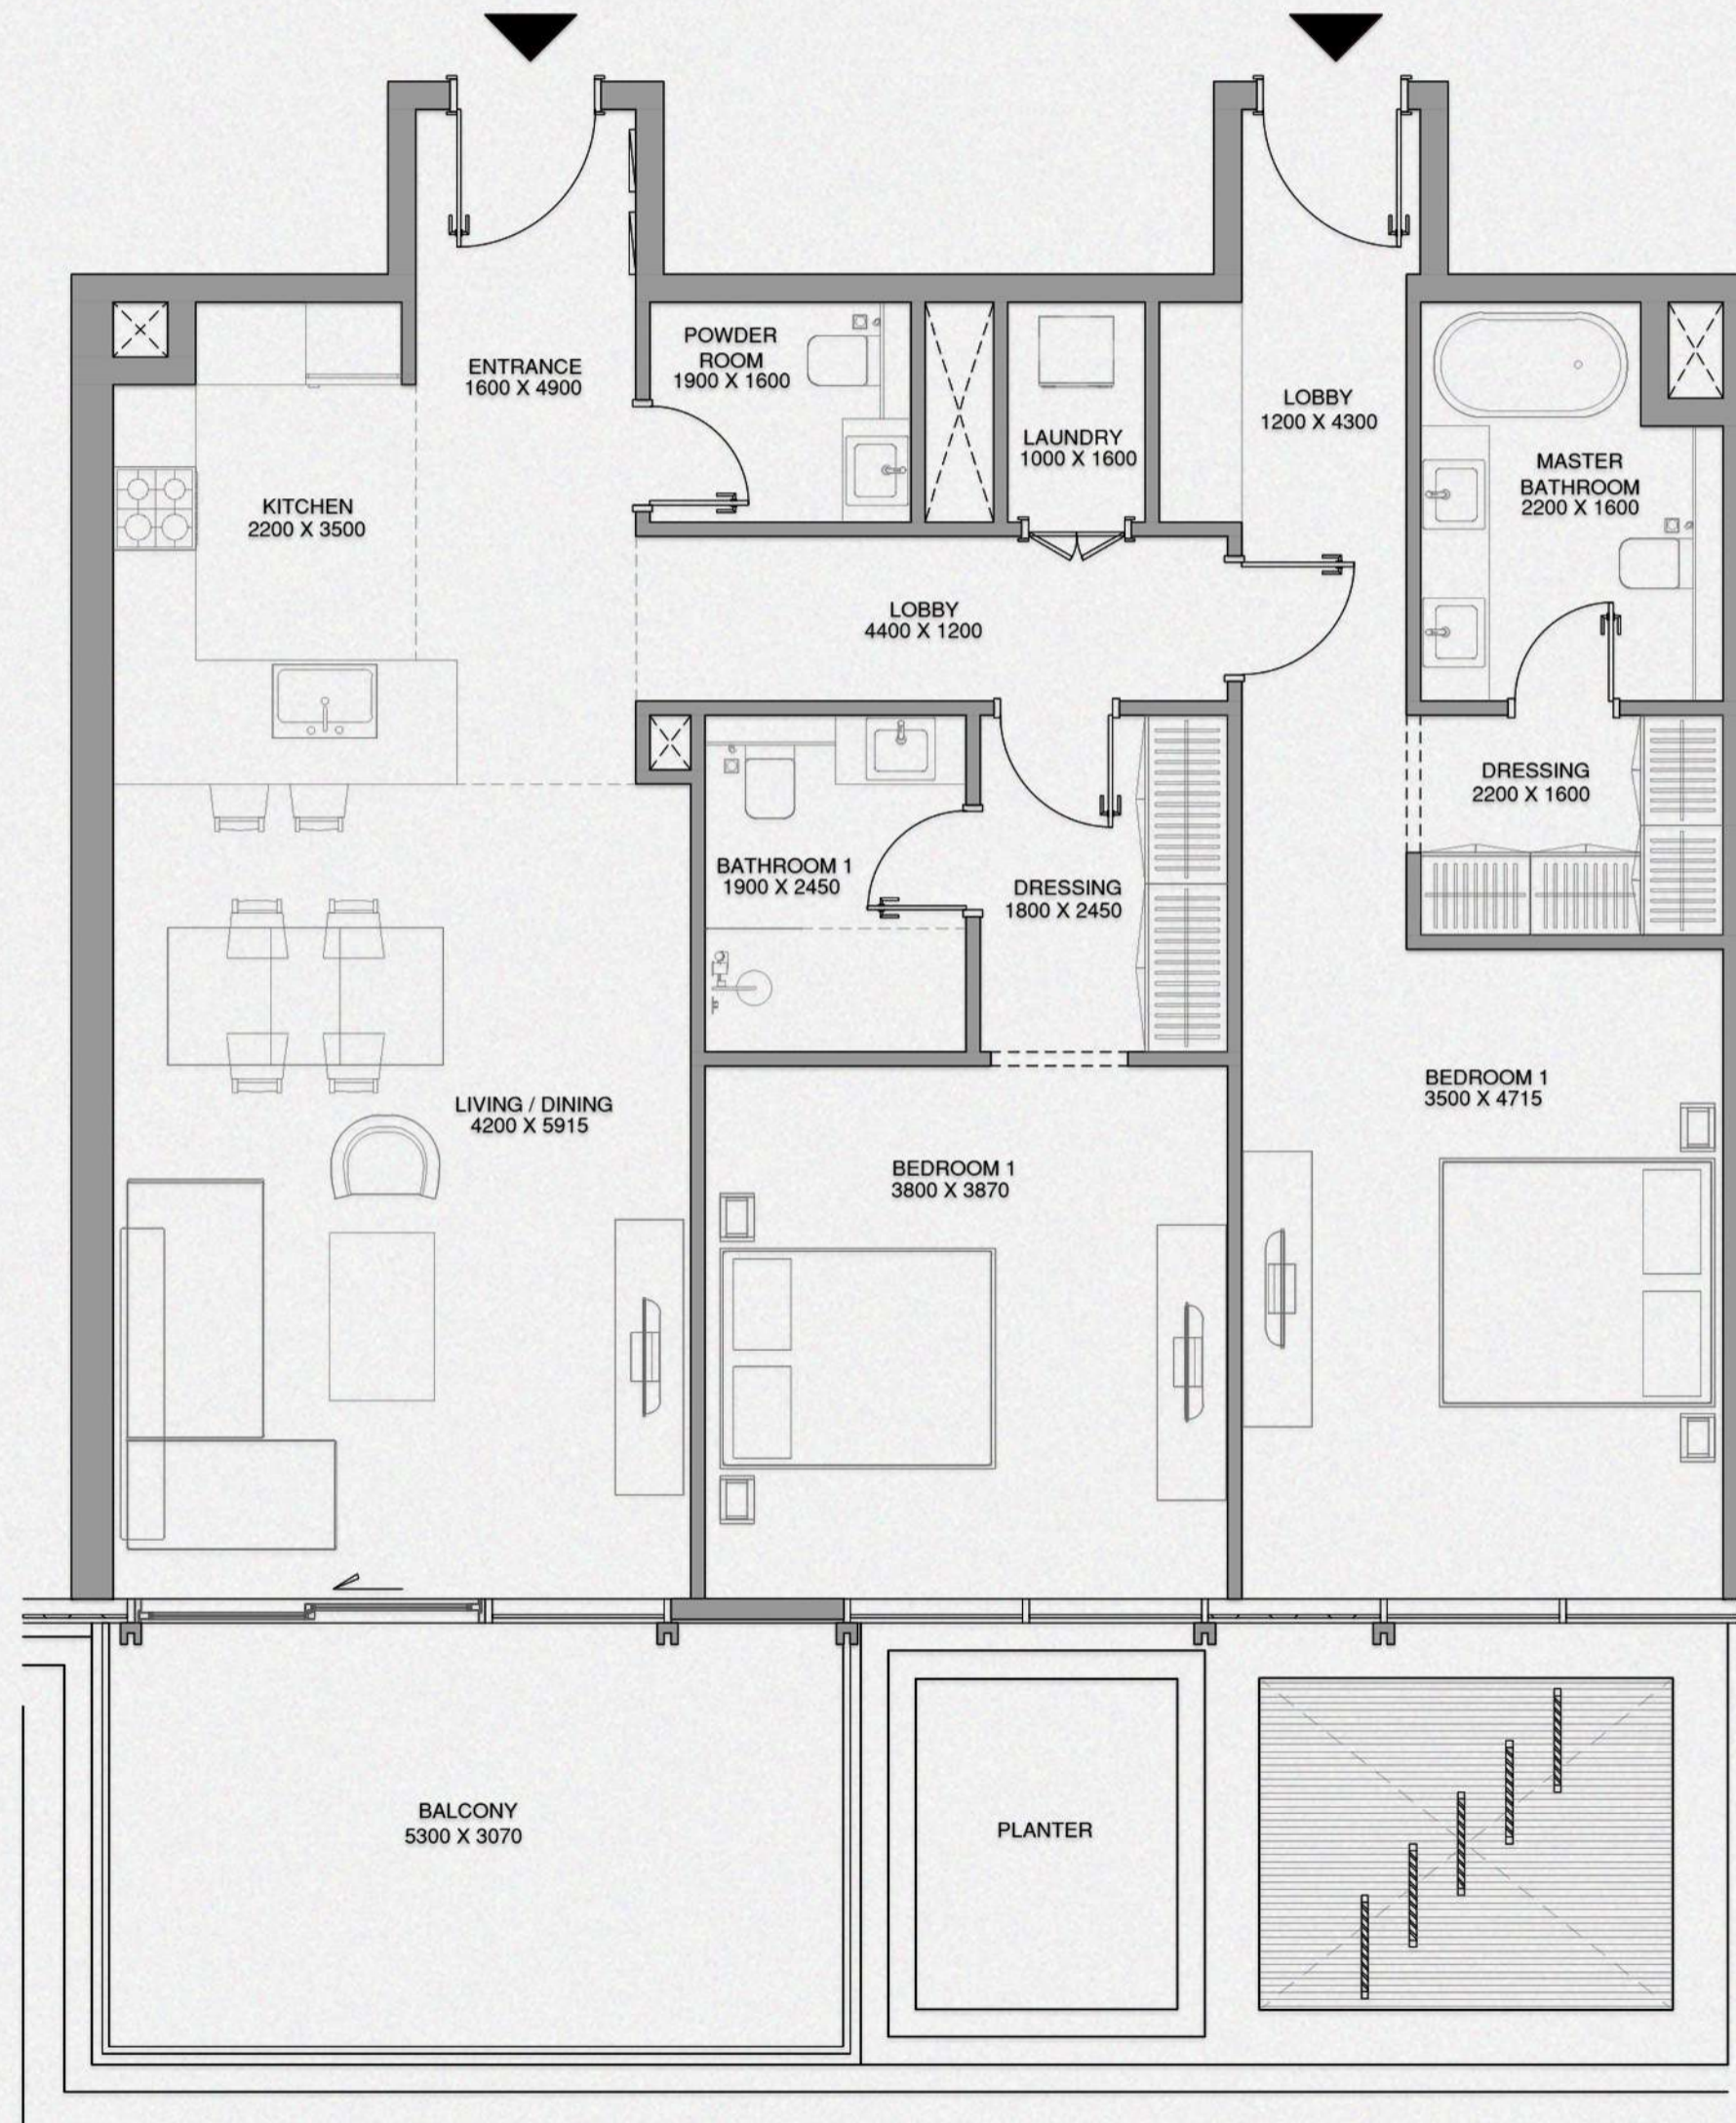 POWDER
ROOM
1900 X 1600
ENTRANCE
1600 X 4900
LOBBY
1200 X 4300
LAUNDRY
1000 X 1600
MASTER
BATHROOM
2200 X 1600
KITCHEN
2200 X 3500
LOBBY
4400 X 1200
DRESSING
2200 X 1600
BATHROOM 1
1900 X 2450
DRESSING
1800 X 2450
BEDROOM 1
3500 X 4715
LIVING / DINING
4200 X 5915
BEDROOM 1
3800 X 3870
BALCONY
5300 X 3070
PLANTER